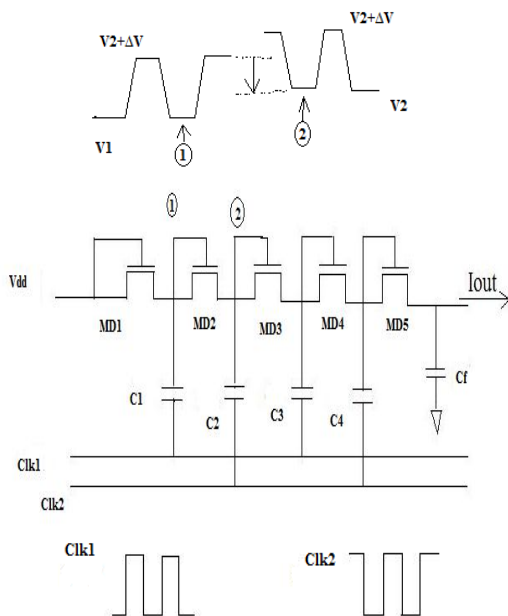 V2+ΔV
V2+ΔV
V2
V1
1
2
1
2
Vdd
Iout
MD1
MD2
MD3
MD4
MD5
Cf
C1
C2
C3
C4
Clk1
Clk2
Clk1
Clk2